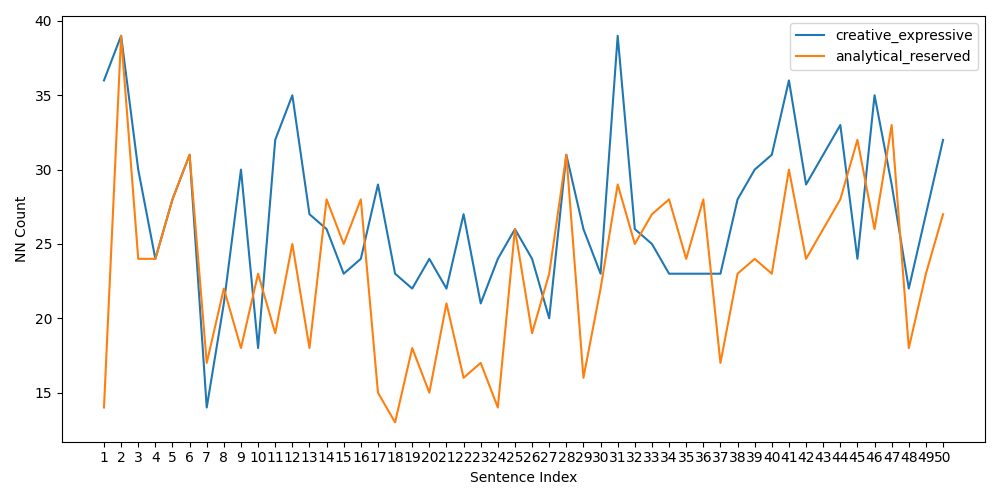 40
35
30
25
20
15
NN Count
creative_expressive
analytical_reserved
1 2 3 4 5 6 7 8 9 10 11 12 13 14 15 16 17 18 19 20 21 22 23 24 25 26 27 28 29 30 31 32 33 34 35 36 37 38 39 40 41 42 43 44 45 46 47 48 49 50
Sentence Index